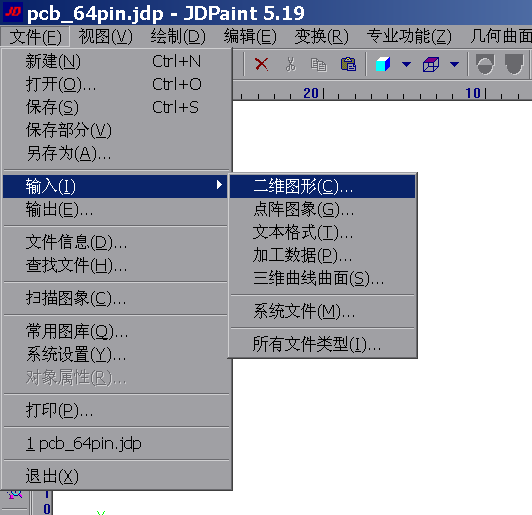 pcb_64pin.jdp - JDPaint 5.19
文件(F) 视图(V) 绘制(D) 编辑(E) 变换(R) 专业功能(Z) 几何曲面
新建(N) Ctrl+N
打开(O)... Ctrl+O
保存(S) Ctrl+S
保存部分(V)
另存为(A)...
输入(I)
输出(E)...
文件信息(D)...
查找文件(H)...
扫描图象(C)...
常用图库(Q)...
系统设置(Y)...
对象属性(R)...
打印(P)...
1 pcb_64pin.jdp
退出(X)
二维图形(C)...
点阵图象(G)...
文本格式(T)...
加工数据(P)...
三维曲线曲面(S)...
系统文件(M)...
所有文件类型(I)...
20 10
1
0
Y